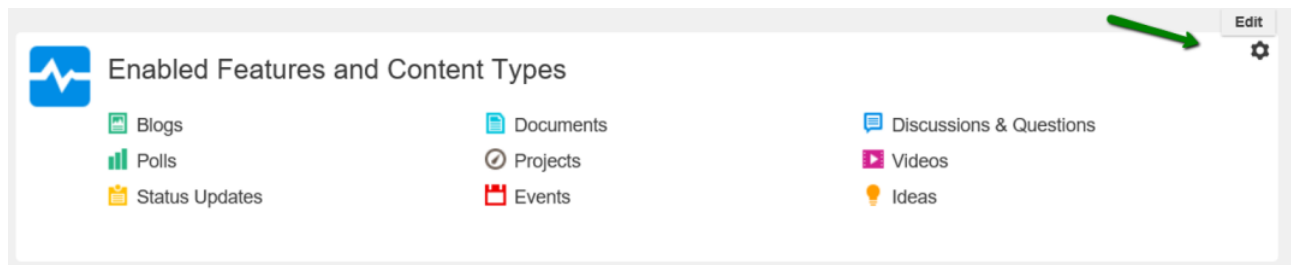 Edit
Enabled Features and Content Types
Blogs
Documents
Discussions & Questions
Polls
Projects
Videos
Status Updates
Events
Ideas